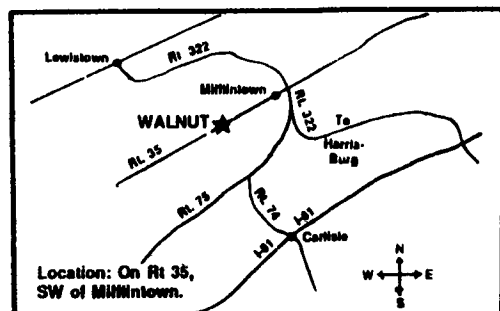 Lewistown
Rt 322
Mifflintown
WALNUT
Rt. 322
To
Harris-
Burg
Rt. 35
Rt. 75
Rt. 74
I-81
Carlisle
I-81
N
W E
S
Location: On Rt 35,
SW of Mifflintown.